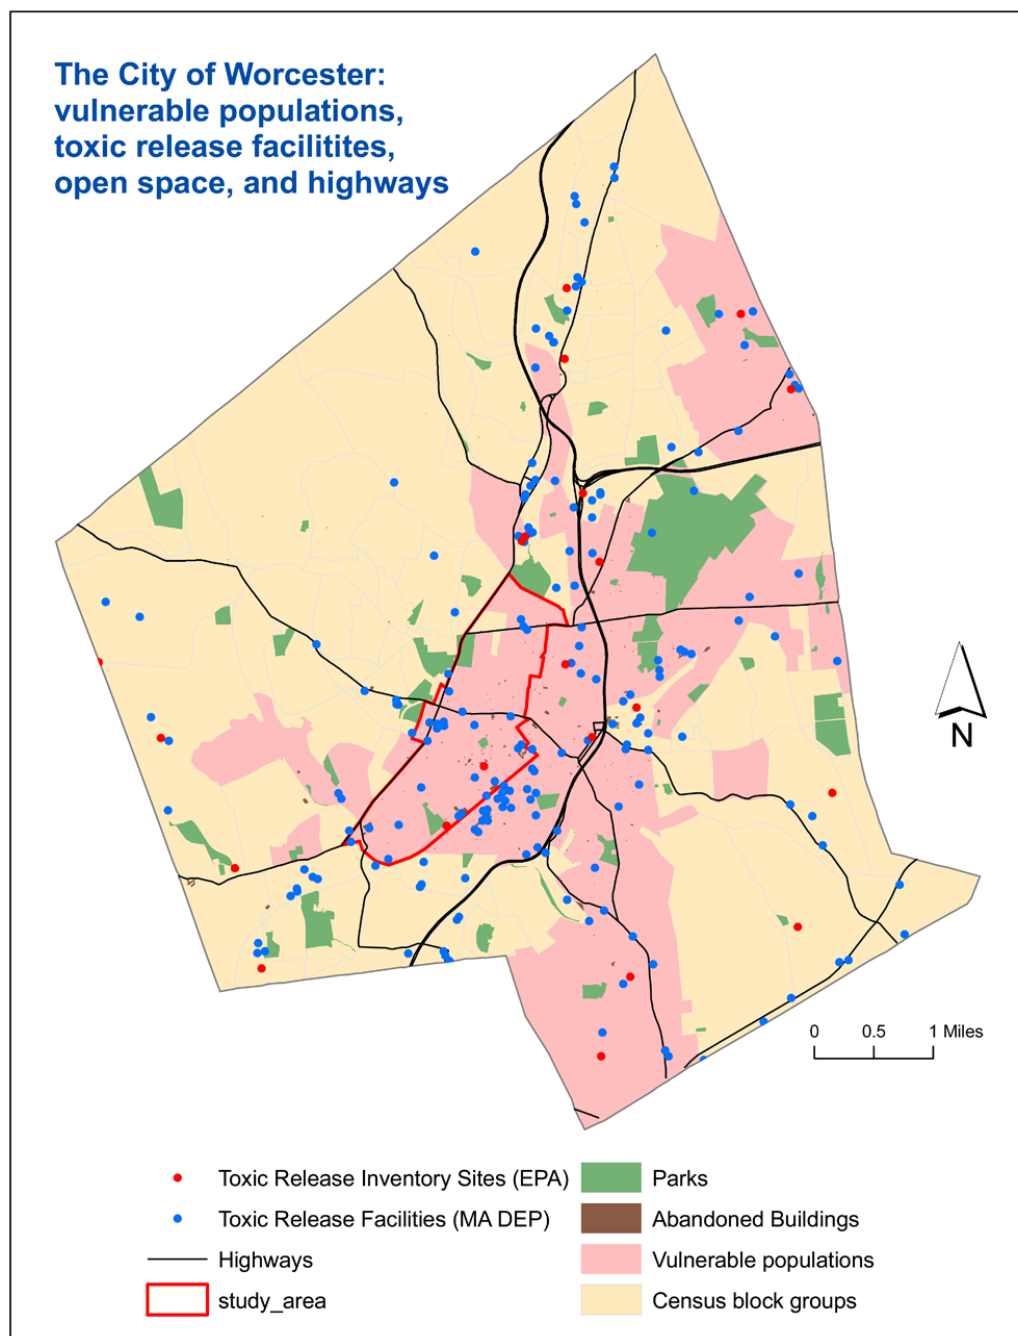 The City of Worcester:
vulnerable populations,
toxic release facilitites,
open space, and highways
N
0 0.5 1 Miles
Toxic Release Inventory Sites (EPA)
Toxic Release Facilities (MA DEP)
Highways
study_area
Parks
Abandoned Buildings
Vulnerable populations
Census block groups